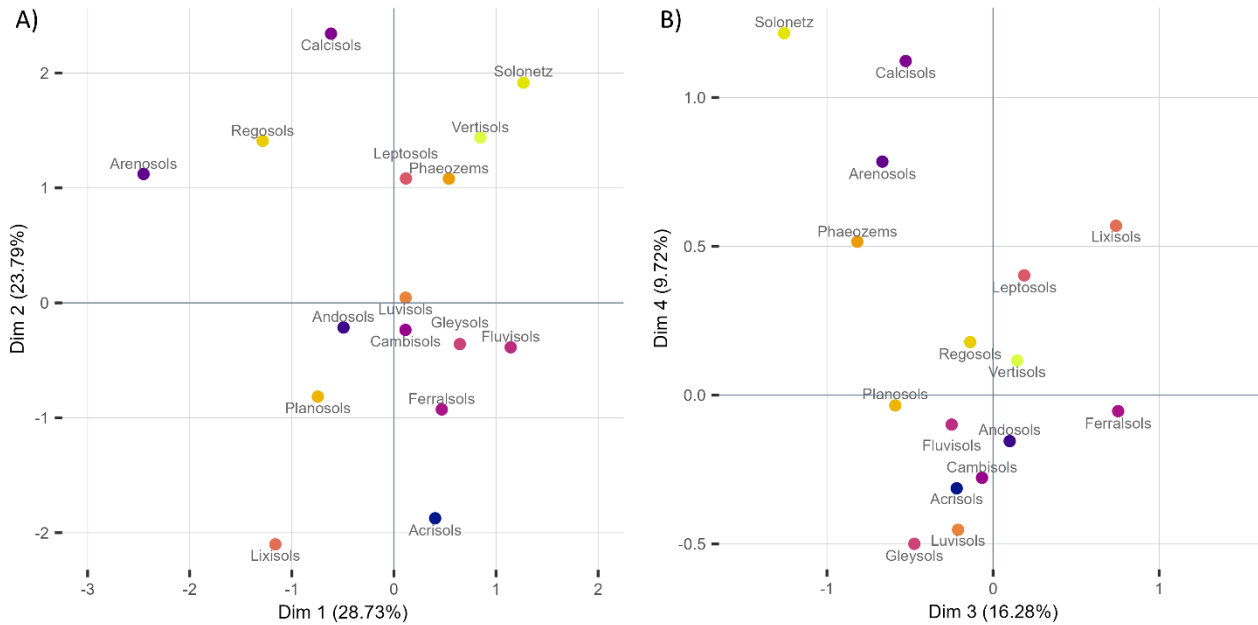 A)
Calcisols
Solonetz
Regosols
Vertisols
Arenosols
Leptosols
Phaeozems
Luvisols
Andosols
Cambisols
Gleysols
Fluvisols
Planosols
Ferralsols
Acrisols
Lixisols
2
1
0
-1
-2
-3
-2
-1
0
1
2
Dim 2 (23.79%)
Dim 1 (28.73%)
B)
Solonetz
Calcisols
Arenosols
Phaeozems
Lixisols
Leptosols
Regosols
Vertisols
Planosols
Ferralsols
Andosols
Fluvisols
Cambisols
Acrisols
Luvisols
Gleysols
1.0
0.5
0.0
-0.5
-1
0
1
Dim 4 (9.72%)
Dim 3 (16.28%)